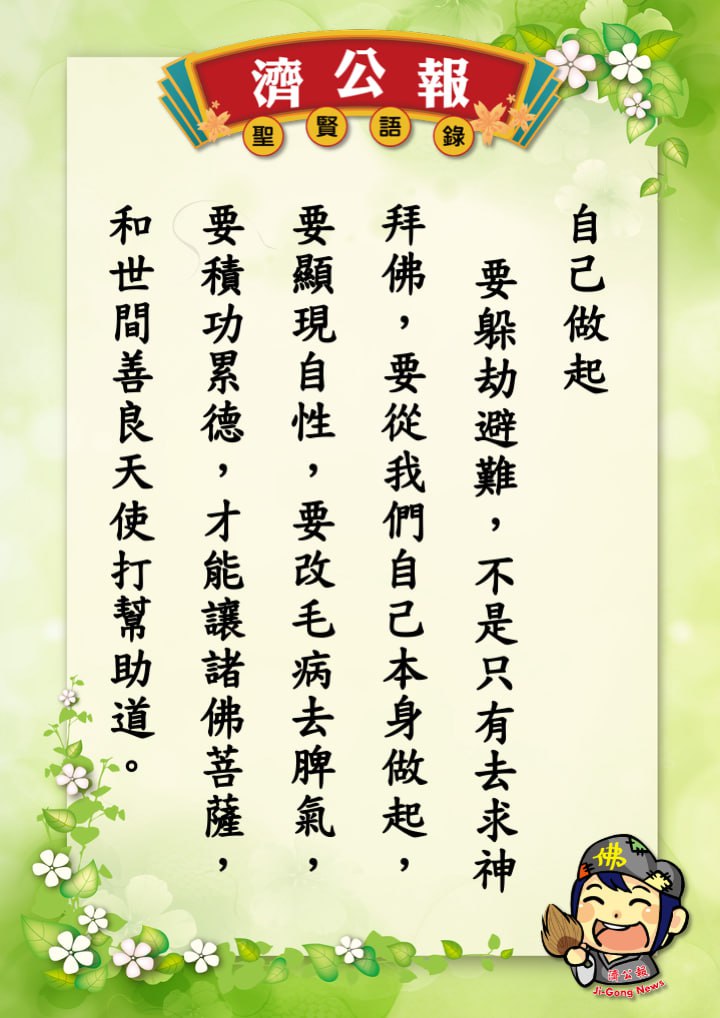 濟公報
聖賢語錄
自己做起
要躲劫避難，不是只有去求神
拜佛，要從我們自己本身做起，
要顯現自性，要改毛病去脾氣，
要積功累德，才能讓諸佛菩薩，
和世間善良天使打幫助道。
佛
濟公報
Ji-Gong News